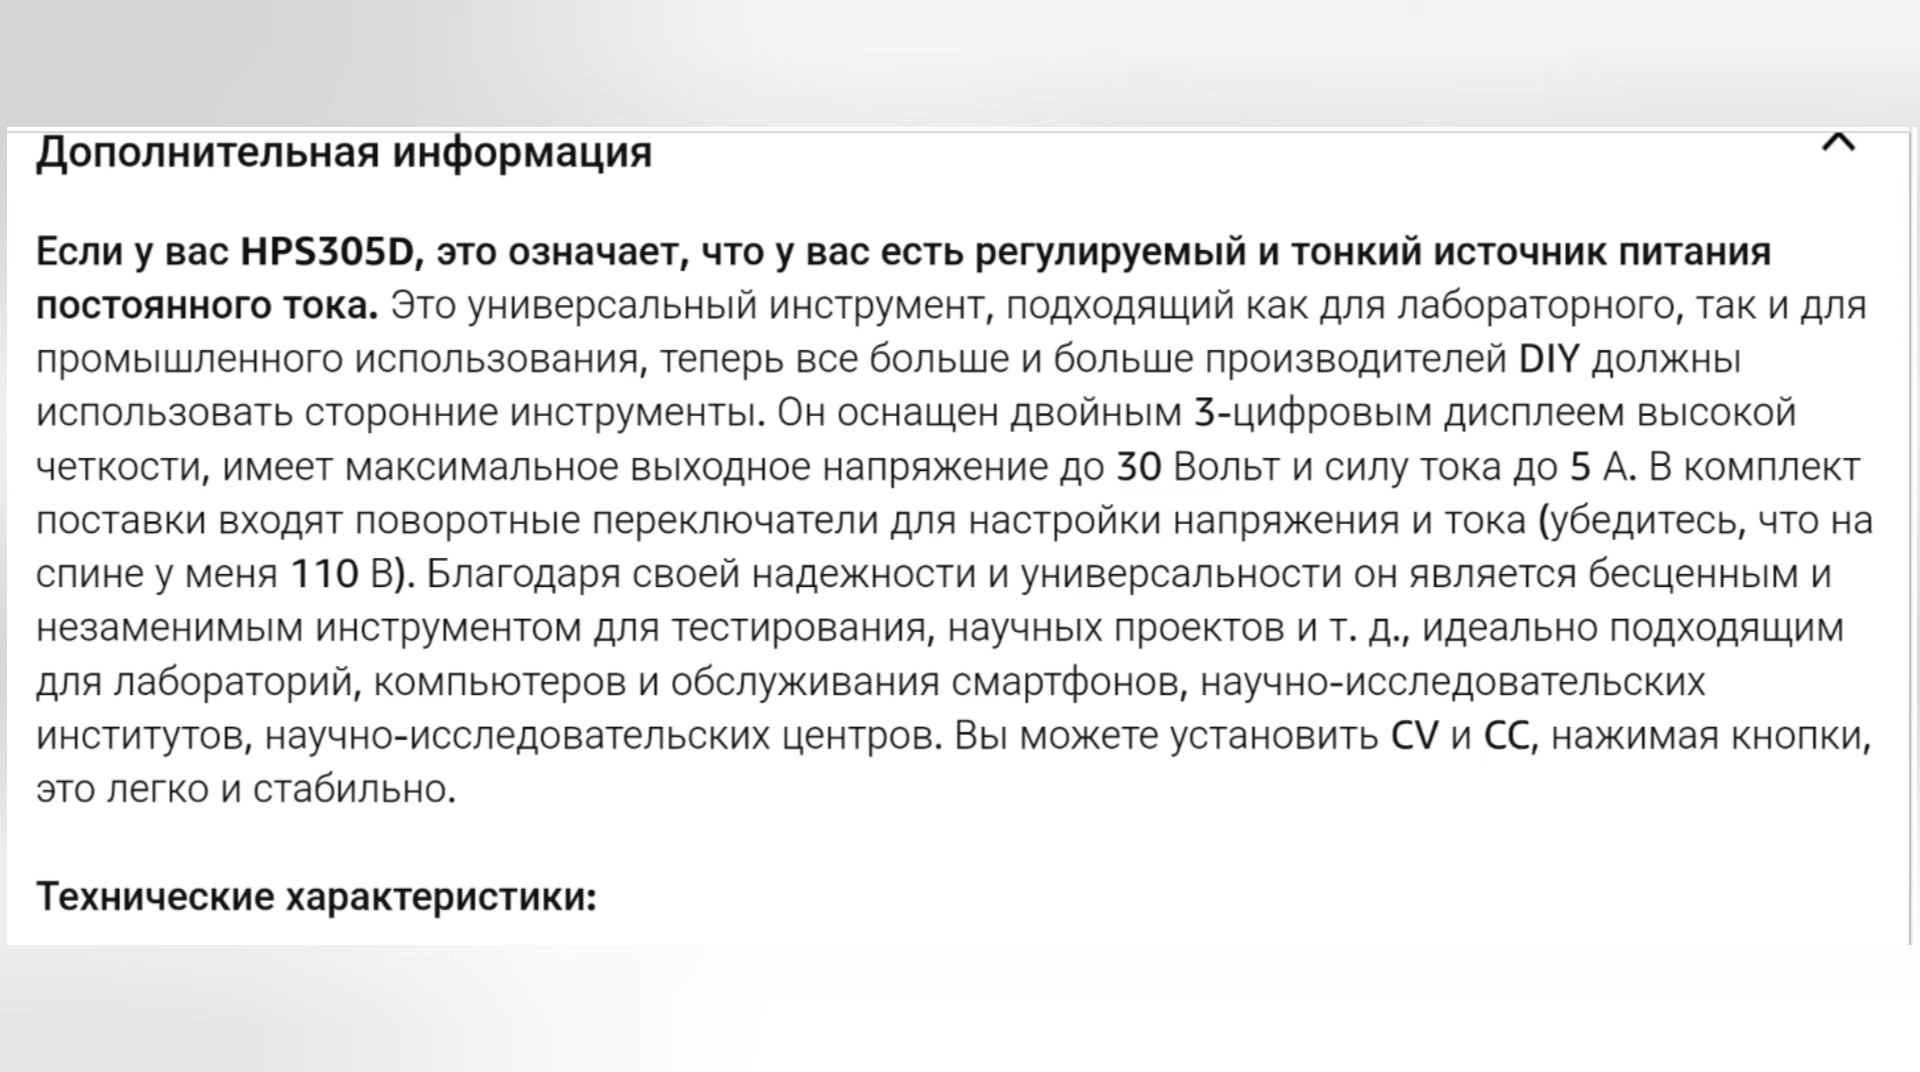 Дополнительная информация
Если у вас HPS305D, это означает, что у вас есть регулируемый и тонкий источник питания
постоянного тока. Это универсальный инструмент, подходящий как для лабораторного, так и для
промышленного использования, теперь все больше и больше производителей DIY должны
использовать сторонние инструменты. Он оснащен двойным 3-цифровым дисплеем высокой
четкости, имеет максимальное выходное напряжение до 30 Вольт и силу тока до 5 А. В комплект
поставки входят поворотные переключатели для настройки напряжения и тока (убедитесь, что на
спине у меня 110 В). Благодаря своей надежности и универсальности он является бесценным и
незаменимым инструментом для тестирования, научных проектов и т. д., идеально подходящим
для лабораторий, компьютеров и обслуживания смартфонов, научно-исследовательских
институтов, научно-исследовательских центров. Вы можете установить CV и CC, нажимая кнопки,
это легко и стабильно.
Технические характеристики: